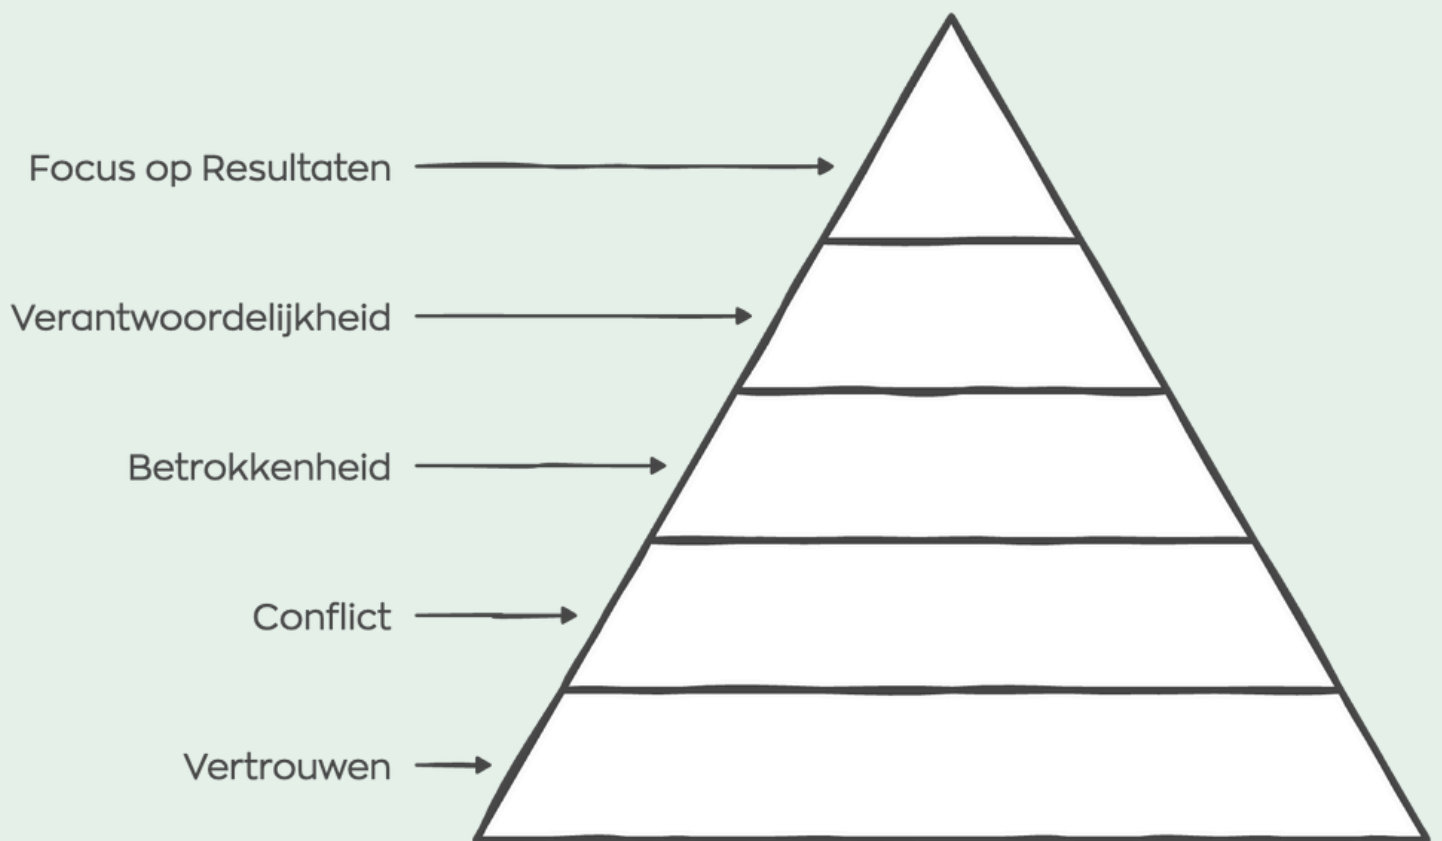 Focus op Resultaten
Verantwoordelijkheid
Betrokkenheid
Conflict
Vertrouwen